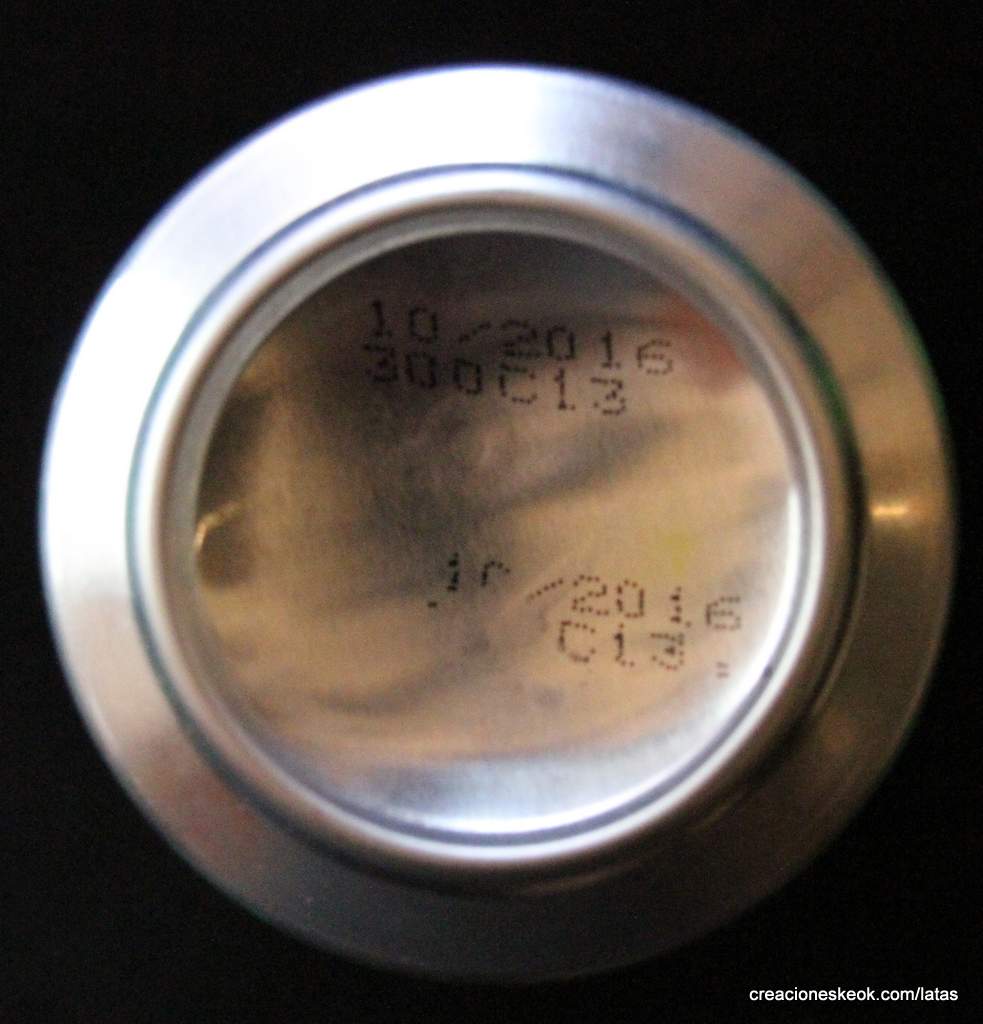 10/2016
300C13
/2016
C13
creacioneskeok.com/latas